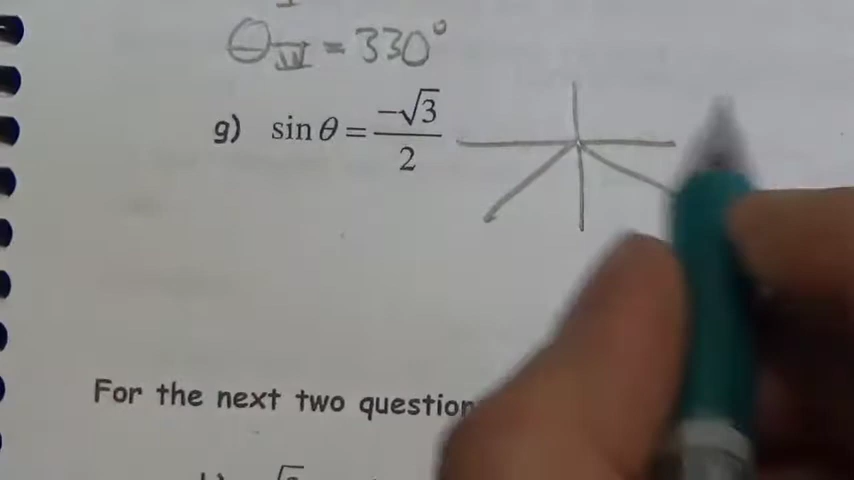 θ_IV = 330°
g) sin θ = -√3/2
For the next two question